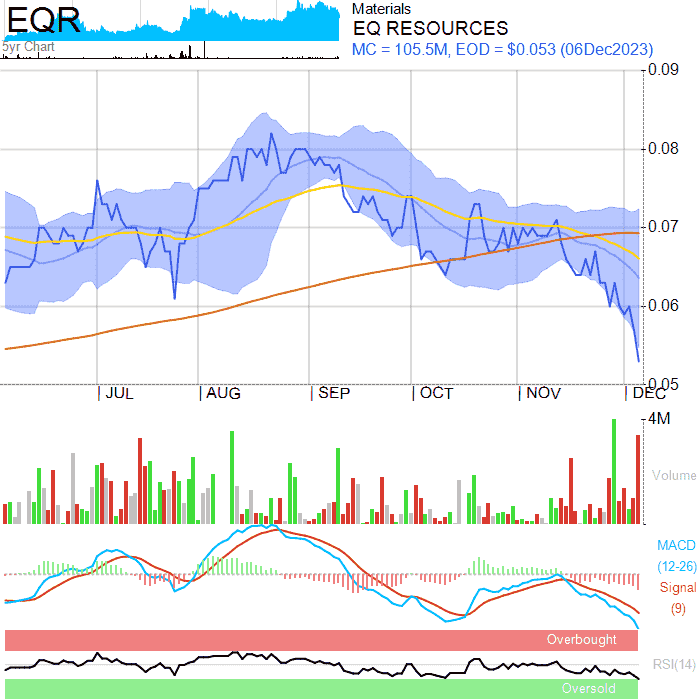 EQR
5yr Chart
Materials
EQ RESOURCES
MC = 105.5M, EOD = $0.053 (06Dec2023)
0.09
0.08
0.07
0.06
0.05
JUL
AUG
SEP
OCT
NOV
DEC
4M
Volume
MACD
(12-26)
Signal
(9)
Overbought
RSI(14)
Oversold